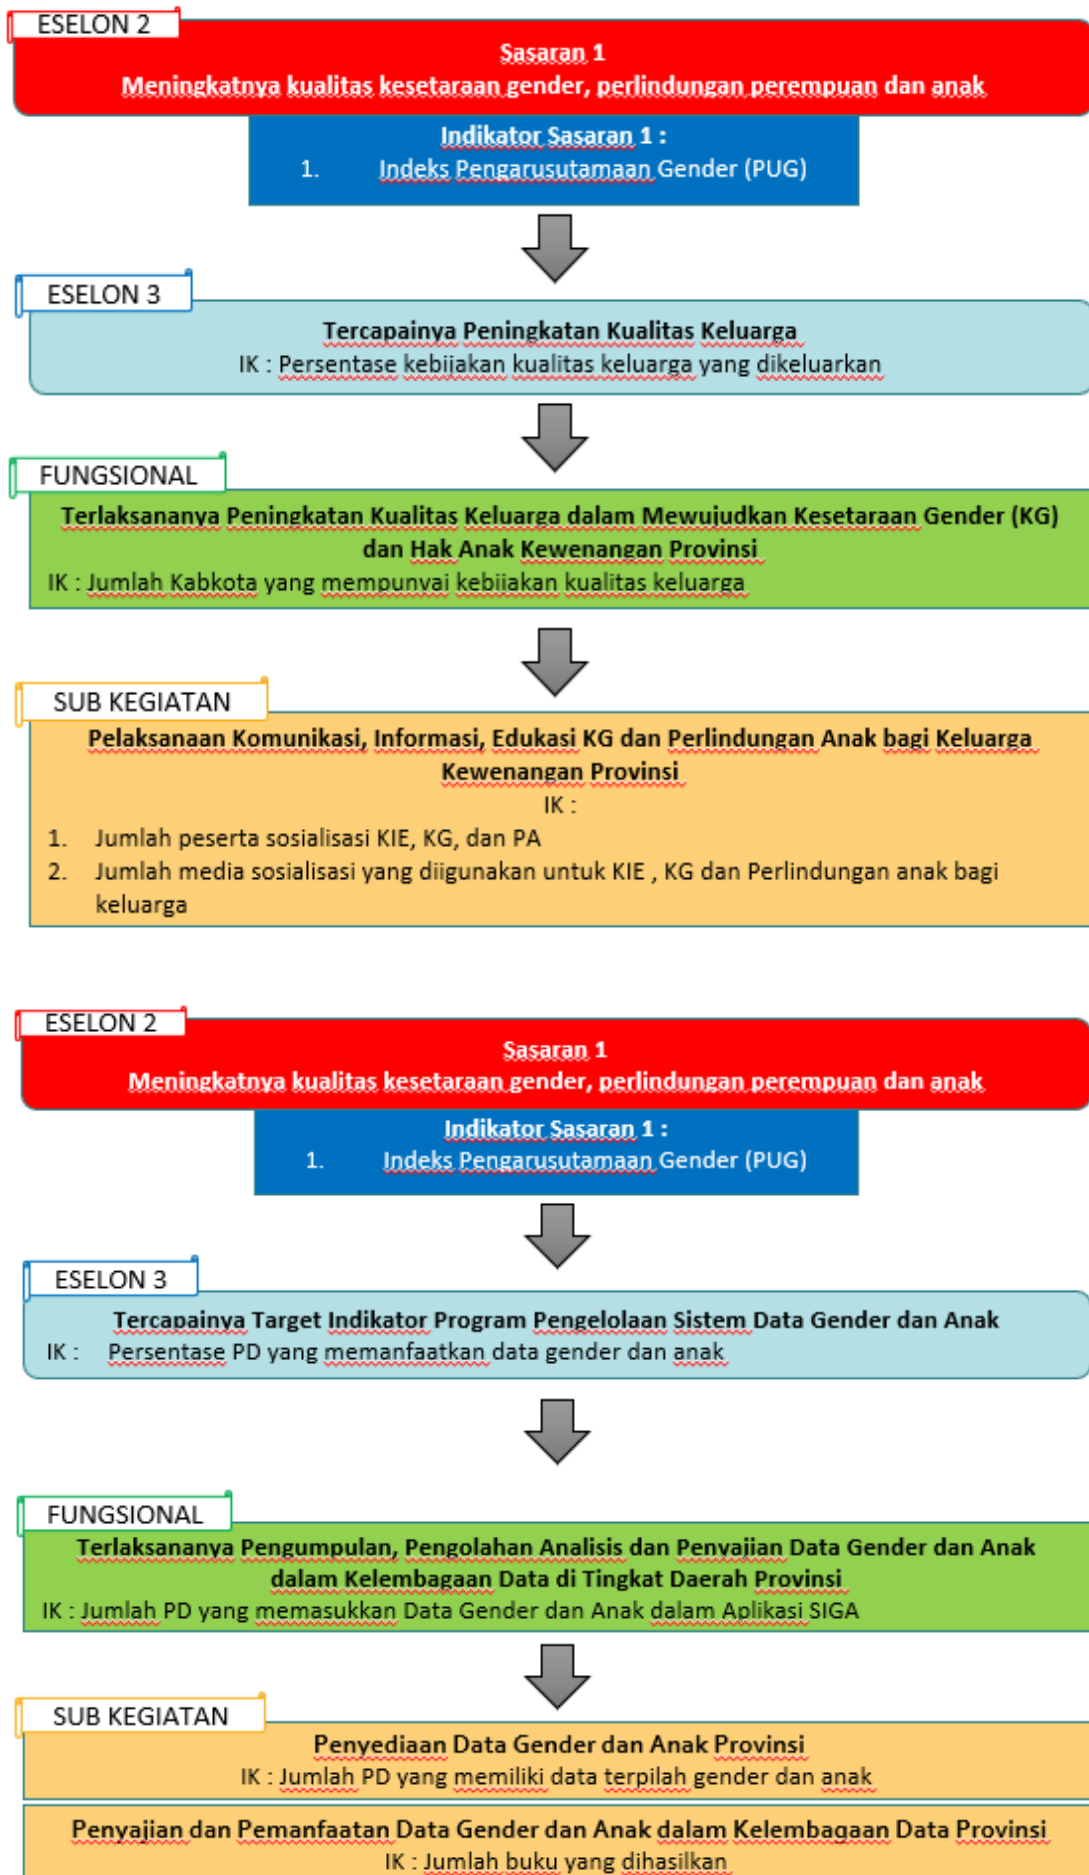 ESELON 2
Sasaran 1
Meningkatnya kualitas kesetaraan gender, perlindungan perempuan dan anak
Indikator Sasaran 1 :
1. Indeks Pengarusutamaan Gender (PUG)
ESELON 3
Tercapainya Peningkatan Kualitas Keluarga
IK : Persentase kebijakan kualitas keluarga yang dikeluarkan
FUNGSIONAL
Terlaksananya Peningkatan Kualitas Keluarga dalam Mewujudkan Kesetaraan Gender (KG)
dan Hak Anak Kewenangan Provinsi
IK : Jumlah Kabkota yang mempunyai kebijakan kualitas keluarga
SUB KEGIATAN
Pelaksanaan Komunikasi, Informasi, Edukasi KG dan Perlindungan Anak bagi Keluarga
Kewenangan Provinsi
IK :
1. Jumlah peserta sosialisasi KIE, KG, dan PA
2. Jumlah media sosialisasi yang diigunakan untuk KIE , KG dan Perlindungan anak bagi
keluarga
ESELON 2
Sasaran 1
Meningkatnya kualitas kesetaraan gender, perlindungan perempuan dan anak
Indikator Sasaran 1 :
1. Indeks Pengarusutamaan Gender (PUG)
ESELON 3
Tercapainya Target Indikator Program Pengelolaan Sistem Data Gender dan Anak
IK : Persentase PD yang memanfaatkan data gender dan anak
FUNGSIONAL
Terlaksananya Pengumpulan, Pengolahan Analisis dan Penyajian Data Gender dan Anak
dalam Kelembagaan Data di Tingkat Daerah Provinsi
IK : Jumlah PD yang memasukkan Data Gender dan Anak dalam Aplikasi SIGA
SUB KEGIATAN
Penyediaan Data Gender dan Anak Provinsi
IK : Jumlah PD yang memiliki data terpilah gender dan anak
Penyajian dan Pemanfaatan Data Gender dan Anak dalam Kelembagaan Data Provinsi
IK : Jumlah buku yang dihasilkan